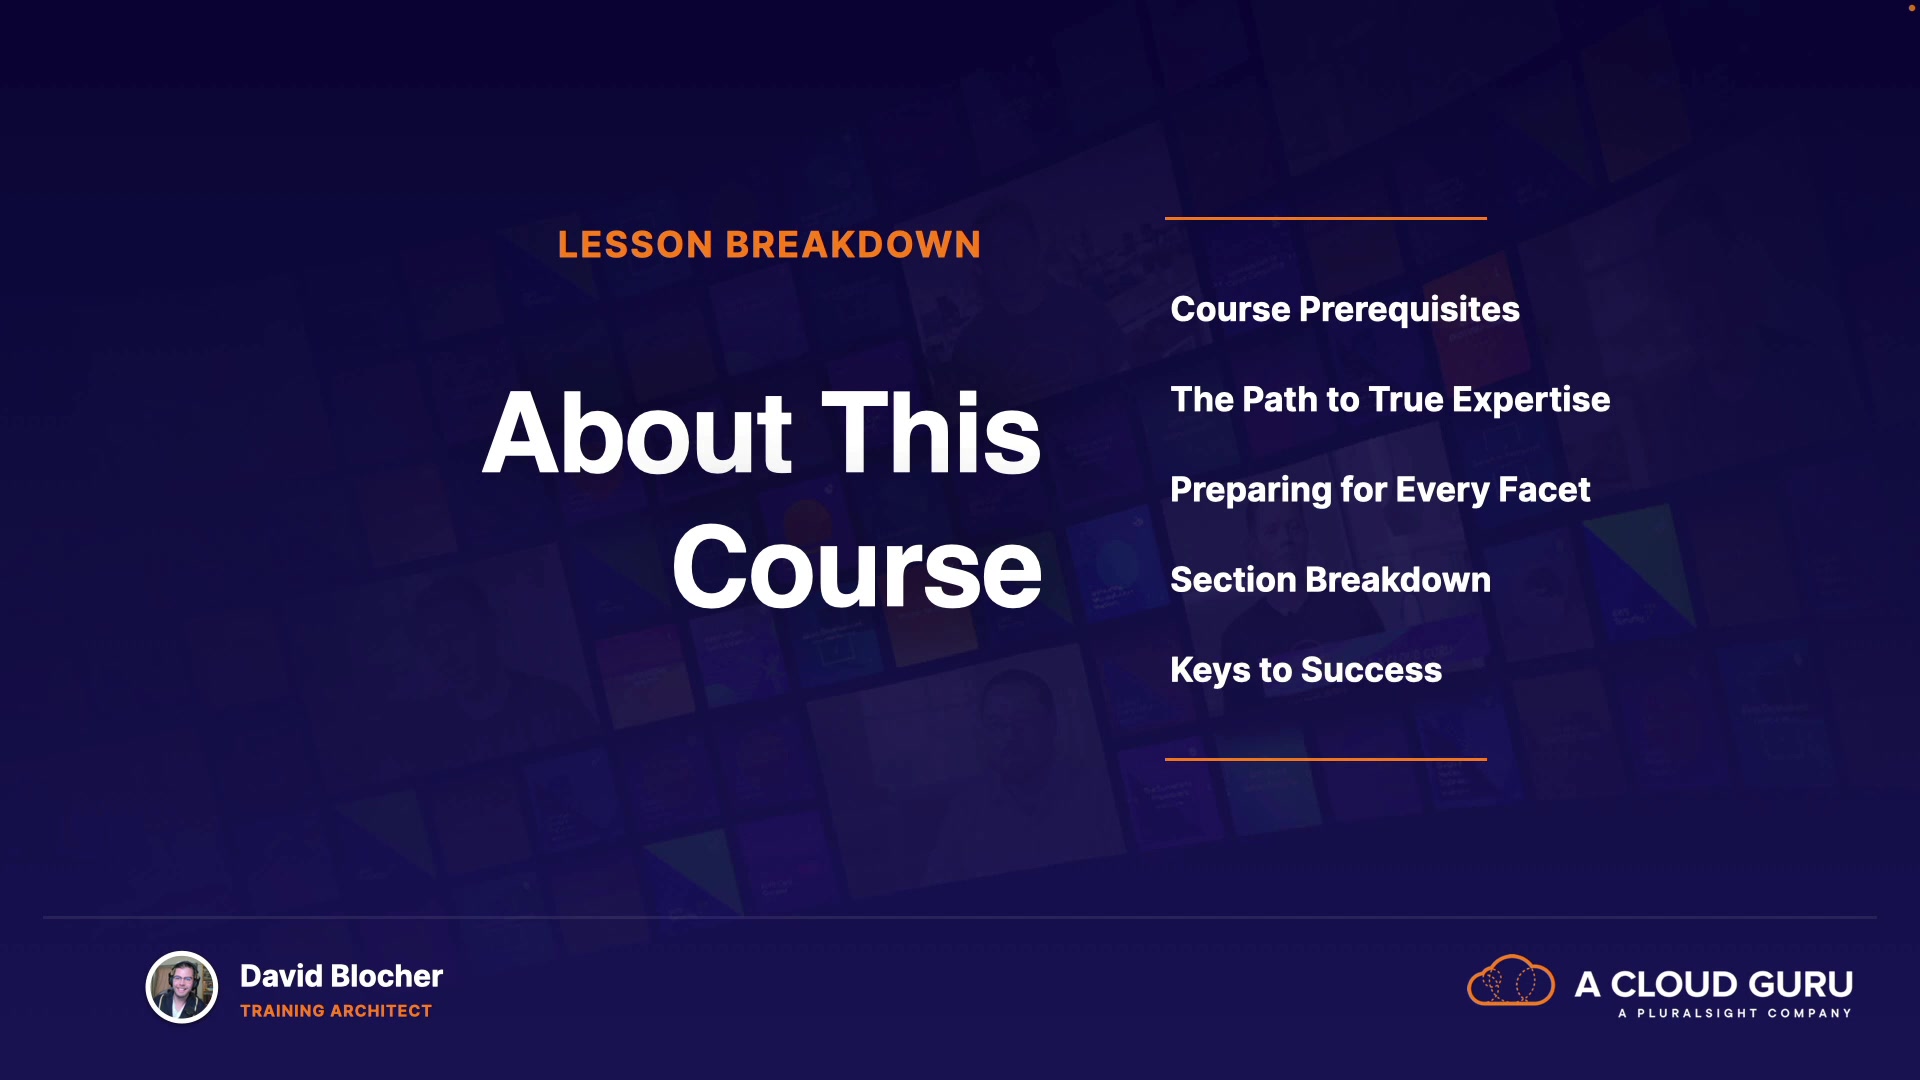 LESSON BREAKDOWN
About This
Course
Course Prerequisites
The Path to True Expertise
Preparing for Every Facet
Section Breakdown
Keys to Success
David Blocher
TRAINING ARCHITECT
A CLOUD GURU
A PLURALSIGHT COMPANY